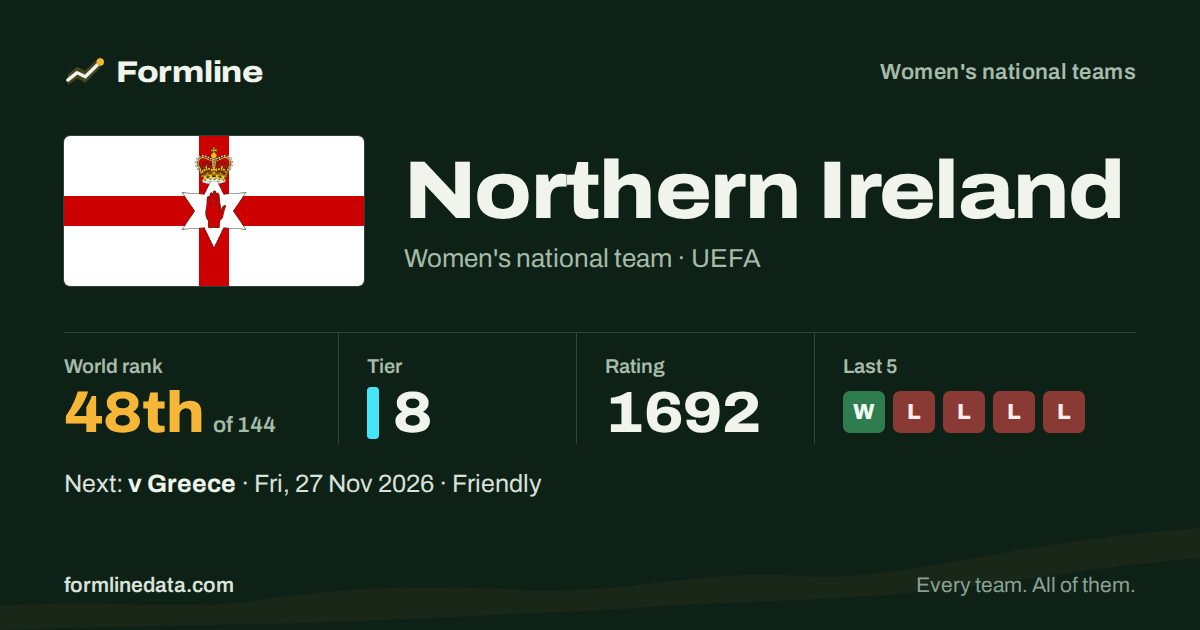 Formline
Women's national teams
Northern Ireland
Women's national team · UEFA
World rank
48th of 144
Tier
8
Rating
1692
Last 5
W L L L L
Next: v Greece · Fri, 27 Nov 2026 · Friendly
formlinedata.com
Every team. All of them.